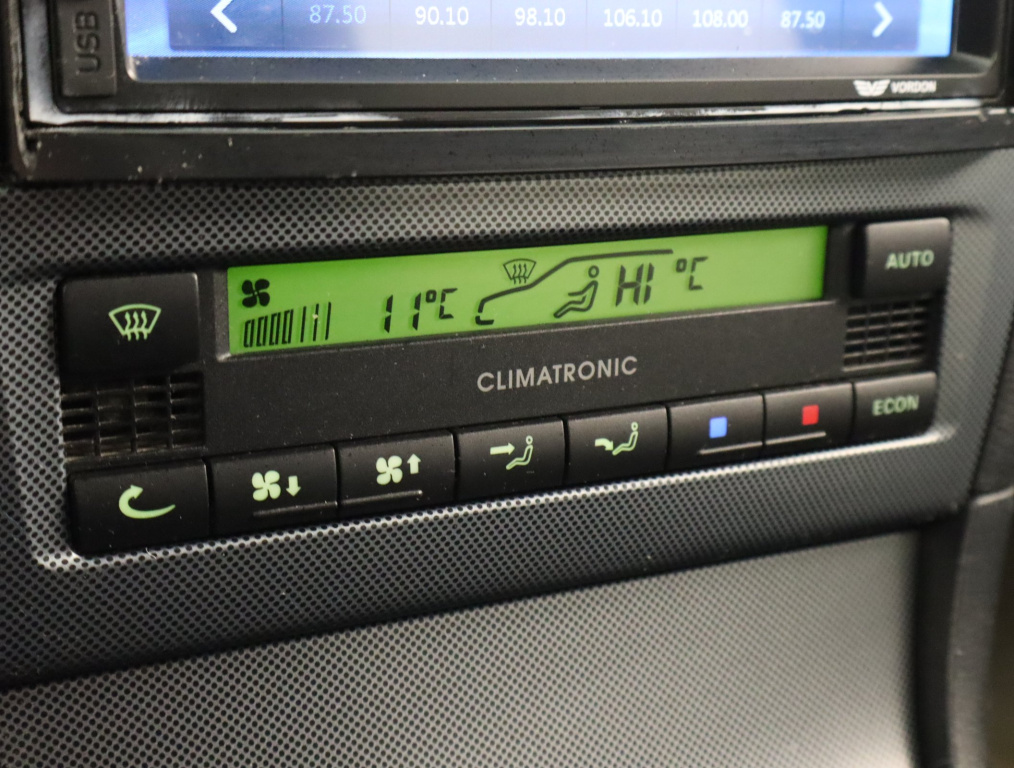 USB
87.50 90.10 98.10 106.10 108.00 87.50
VORDON
11°C HI °C
AUTO
CLIMATRONIC
ECON